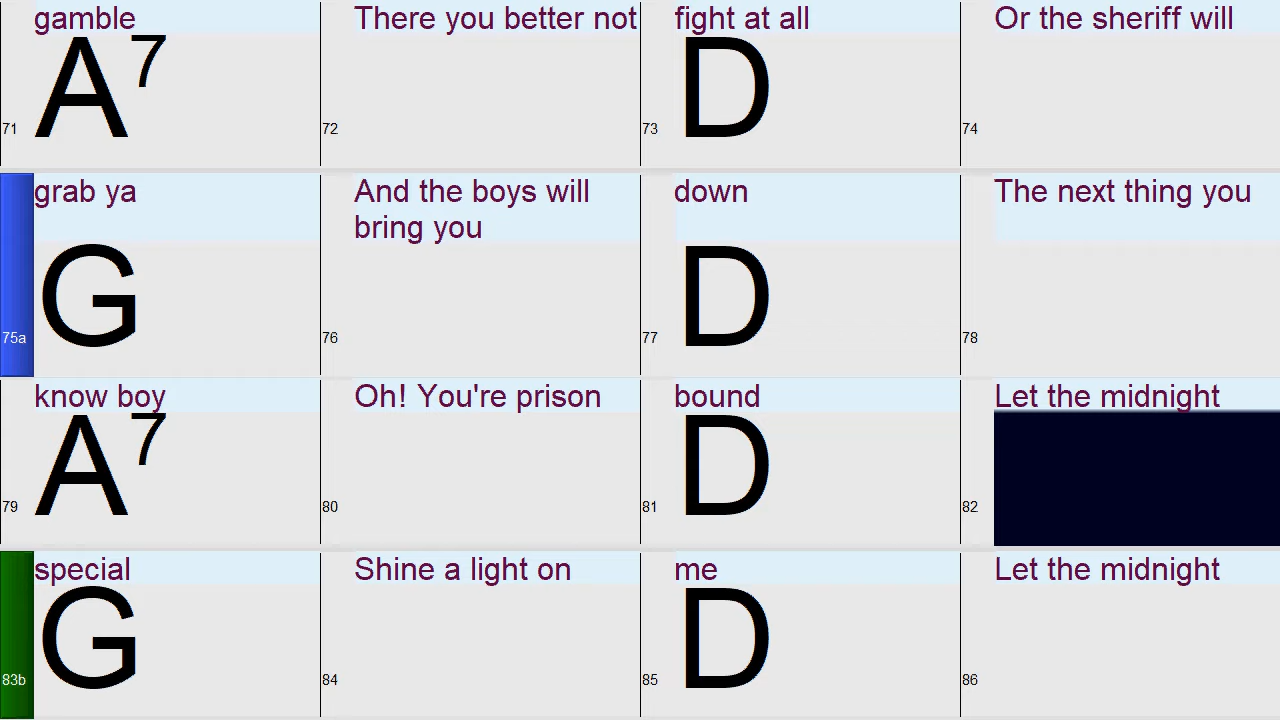 gamble There you better not fight at all Or the sheriff will
A7 D
71 72 73 74
grab ya And the boys will down The next thing you
bring you
G D
75a 76 77 78
know boy Oh! You're prison bound Let the midnight
A7 D
79 80 81 82
special Shine a light on me Let the midnight
G D
83b 84 85 86